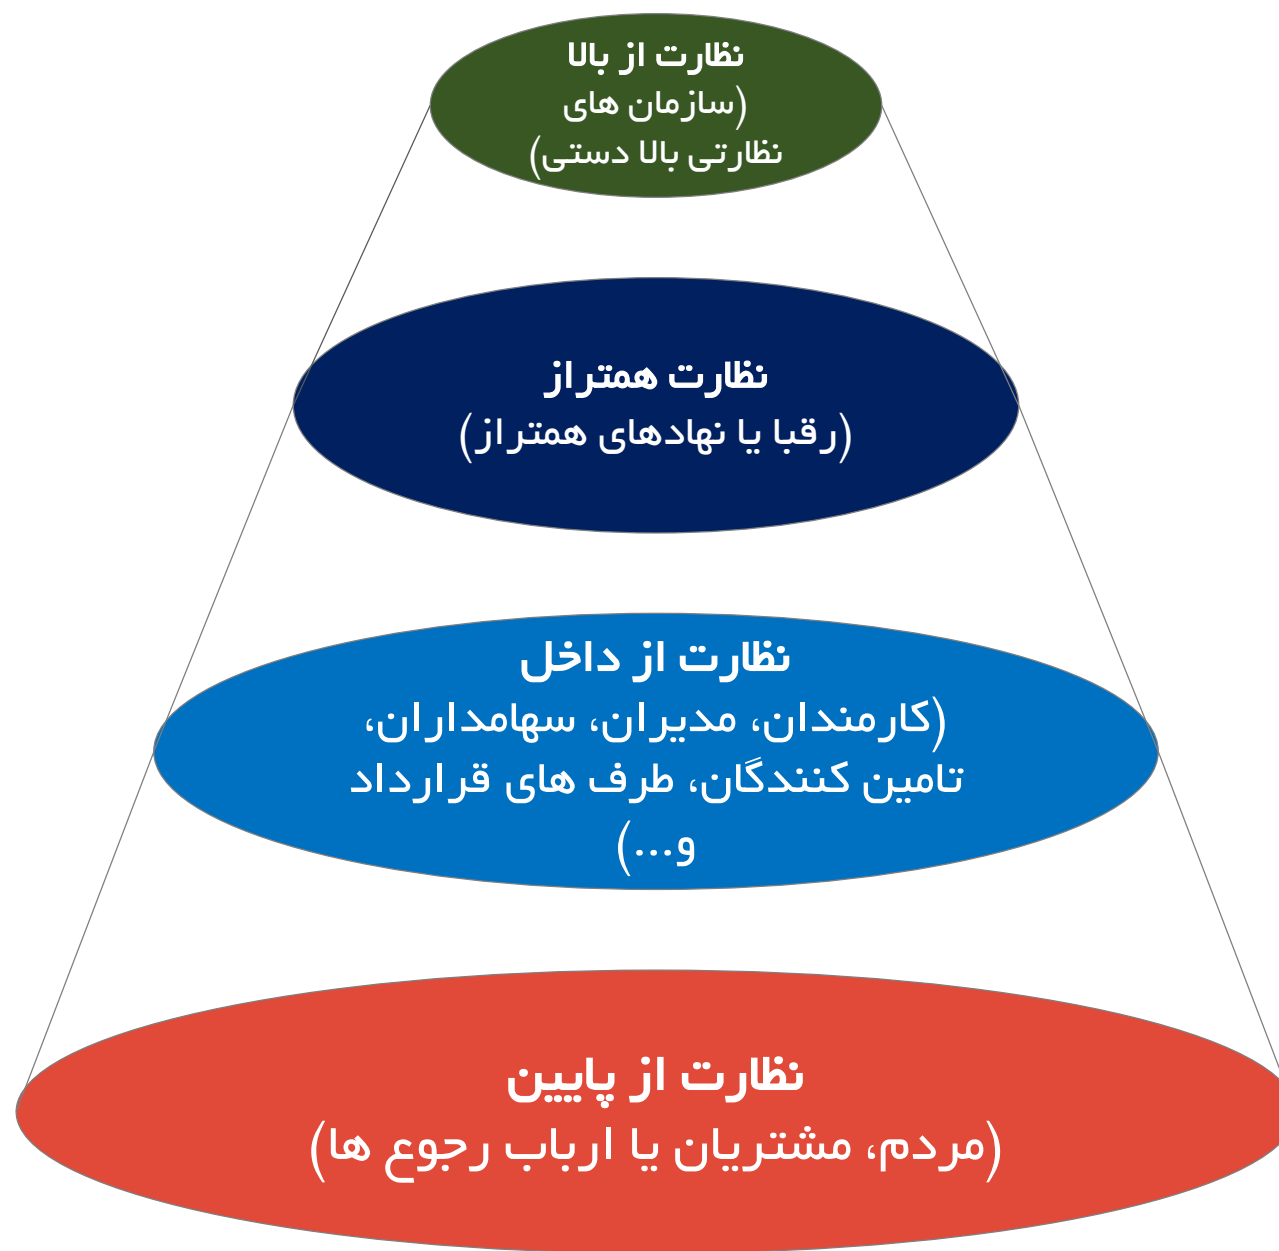 نظارت از بالا
(سازمان های
نظارتی بالا دستی)
نظارت همتراز
(رقبا یا نهادهای همتراز)
نظارت از داخل
(کارمندان، مدیران، سهامداران،
تامین کنندگان، طرف های قرارداد
و...)
نظارت از پایین
(مردم، مشتریان یا ارباب رجوع ها)